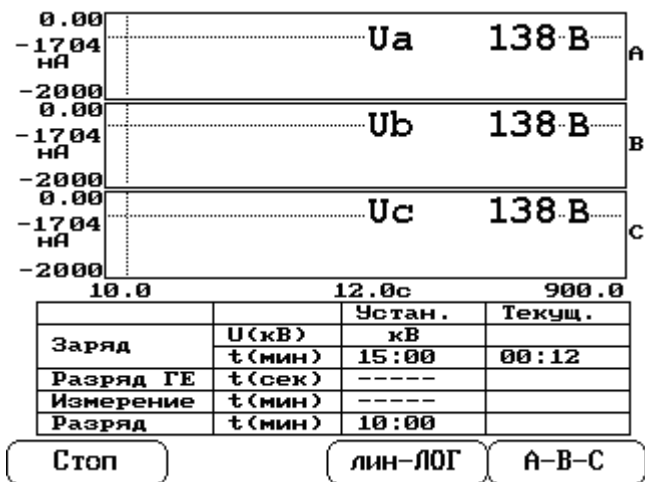 0.00
Ua 138 В
-1704
нА
A
-2000
0.00
Ub 138 В
-1704
нА
B
-2000
0.00
Uc 138 В
-1704
нА
C
-2000
10.0 12.0с 900.0
Устан. Текущ.
Заряд U(кВ) кВ
t(мин) 15:00 00:12
Разряд ГЕ t(сек) -----
Измерение t(мин) -----
Разряд t(мин) 10:00
Стоп лин-ЛОГ A-B-C